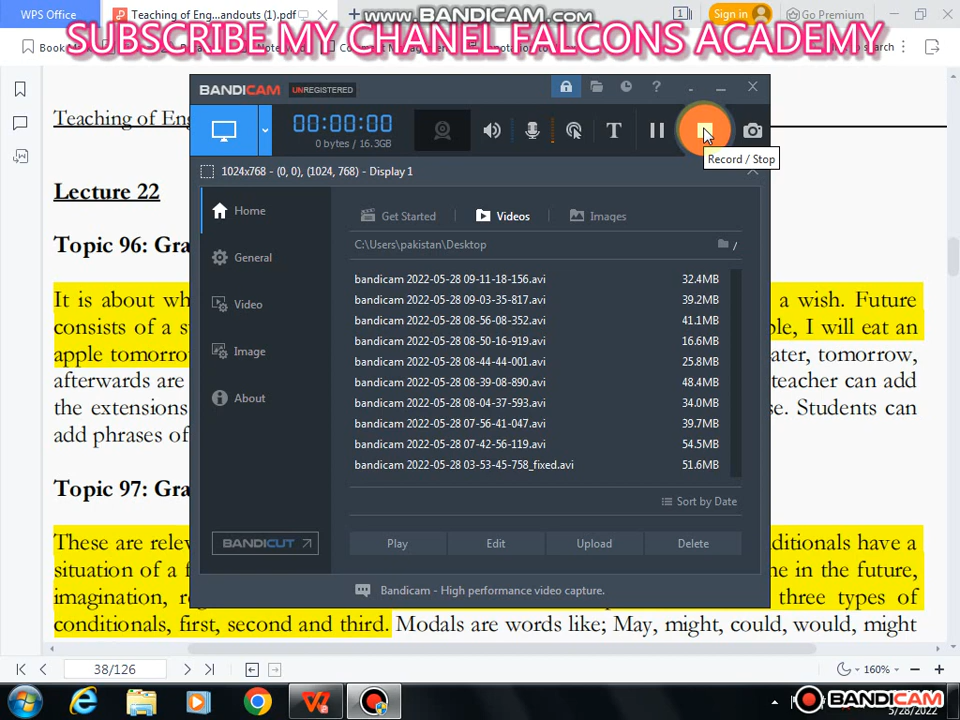 WPS Office
Teaching of Eng...andouts (1).pdf
www.BANDICAM.com
1
Sign in
Go Premium
SUBSCRIBE MY CHANEL FALCONS ACADEMY
Teaching of Eng
Lecture 22
Topic 96: Gra
It is about wh
a wish. Future
consists of a s
ple, I will eat an
apple tomorrow
ater, tomorrow,
afterwards are
teacher can add
the extensions
se. Students can
add phrases of
Topic 97: Gra
These are relev
ditionals have a
situation of a f
me in the future,
imagination, re
three types of
conditionals, first, second and third. Modals are words like; May, might, could, would, might
BANDICAM UNREGISTERED
?
00:00:00
0 bytes / 16.3GB
T
Record / Stop
1024x768 - (0, 0), (1024, 768) - Display 1
Home
General
Video
Image
About
BANDICUT
Get Started
Videos
Images
C:\Users\pakistan\Desktop
/
bandicam 2022-05-28 09-11-18-156.avi 32.4MB
bandicam 2022-05-28 09-03-35-817.avi 39.2MB
bandicam 2022-05-28 08-56-08-352.avi 41.1MB
bandicam 2022-05-28 08-50-16-919.avi 16.6MB
bandicam 2022-05-28 08-44-44-001.avi 25.8MB
bandicam 2022-05-28 08-39-08-890.avi 48.4MB
bandicam 2022-05-28 08-04-37-593.avi 34.0MB
bandicam 2022-05-28 07-56-41-047.avi 39.7MB
bandicam 2022-05-28 07-42-56-119.avi 54.5MB
bandicam 2022-05-28 03-53-45-758_fixed.avi 51.6MB
Sort by Date
Play Edit Upload Delete
Bandicam - High performance video capture.
38/126
160%
BANDICAM
5/28/2022